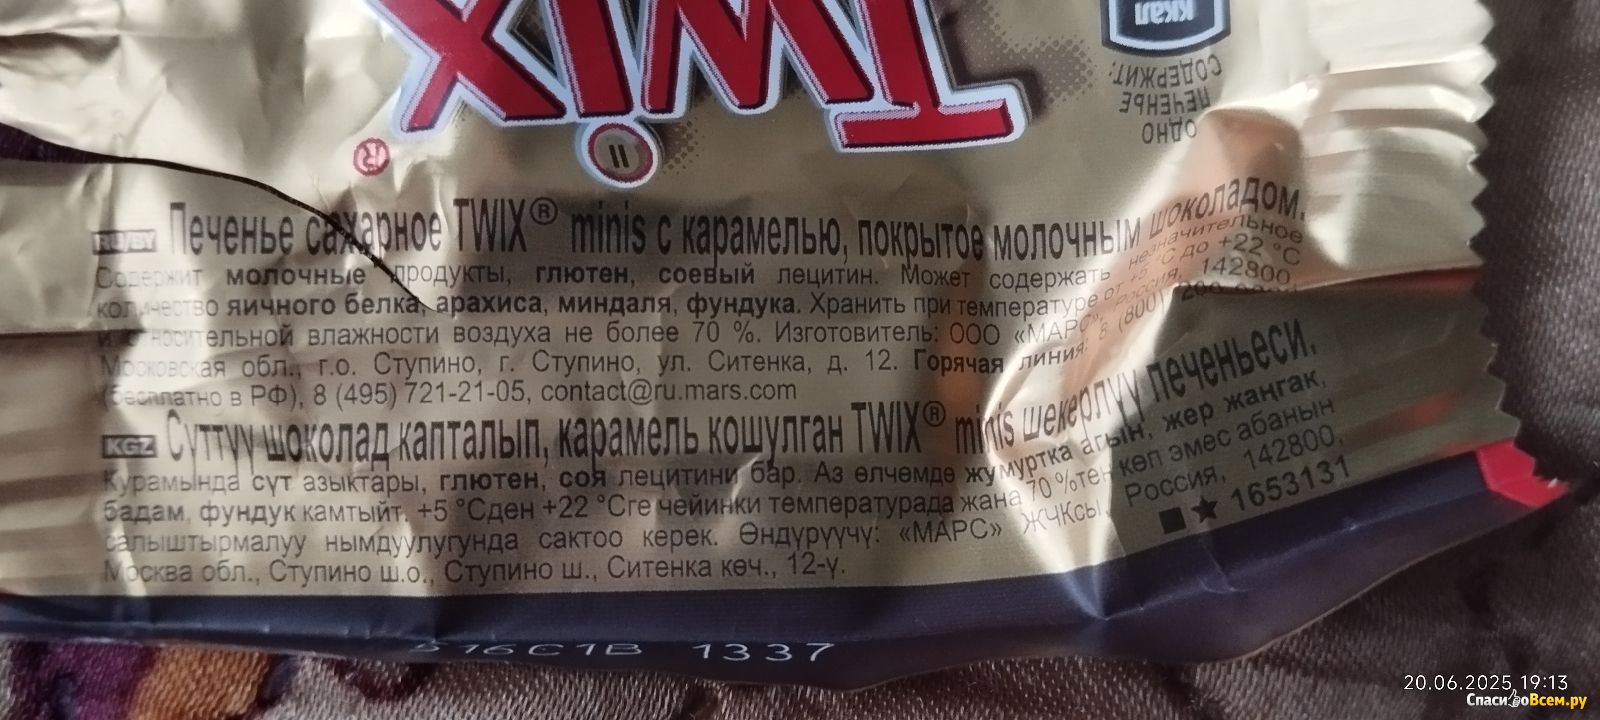 TWIX®
II
ккал
ОДНО
ПЕЧЕНЬЕ
СОДЕРЖИТ:
RU/BY Печенье сахарное TWIX® minis с карамелью, покрытое молочным шоколадом.
Содержит молочные продукты, глютен, соевый лецитин. Может содержать незначительное
количество яичного белка, арахиса, миндаля, фундука. Хранить при температуре от +5 °С до +22 °С
и относительной влажности воздуха не более 70 %. Изготовитель: ООО «МАРС», Россия, 142800,
Московская обл., г.о. Ступино, г. Ступино, ул. Ситенка, д. 12. Горячая линия: 8 (800) 200
(бесплатно в РФ), 8 (495) 721-21-05, contact@ru.mars.com
KGZ Сүттүү шоколад капталып, карамель кошулган TWIX® minis шекерлүү печеньеси.
Курамында сүт азыктары, глютен, соя лецитини бар. Аз өлчөмдө жумуртка агын, жер жаңгак,
бадам, фундук камтыйт. +5 °Сден +22 °Сге чейинки температурада жана 70 %тен көп эмес абанын
салыштырмалуу нымдуулугунда сактоо керек. Өндүрүүчү: «МАРС» ЖЧКсы, Россия, 142800,
Москва обл., Ступино ш.о., Ступино ш., Ситенка көч., 12-ү.
1653131
516C1B 1337
20.06.2025 19:13
СпасибоВсем.ру